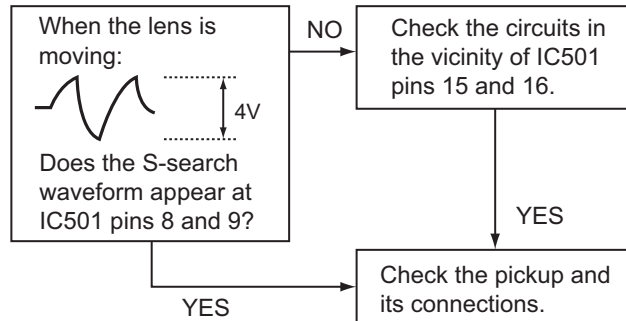 When the lens is
moving:
4V
Does the S-search
waveform appear at
IC501 pins 8 and 9?
NO
Check the circuits in
the vicinity of IC501
pins 15 and 16.
YES
YES
Check the pickup and
its connections.